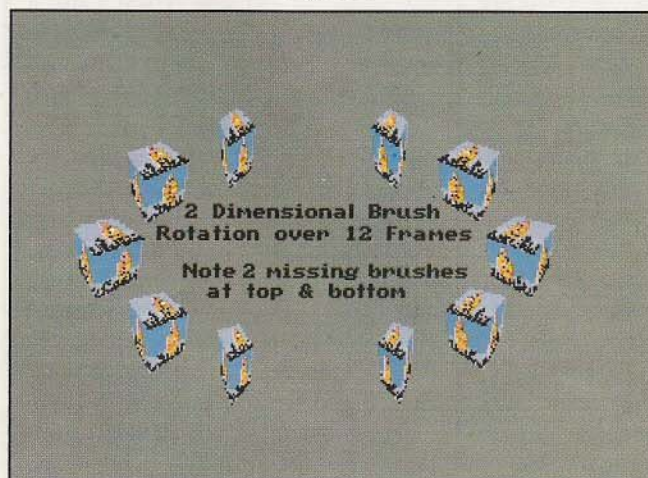 2 Dimensional Brush
Rotation over 12 Frames
Note 2 missing brushes
at top & bottom